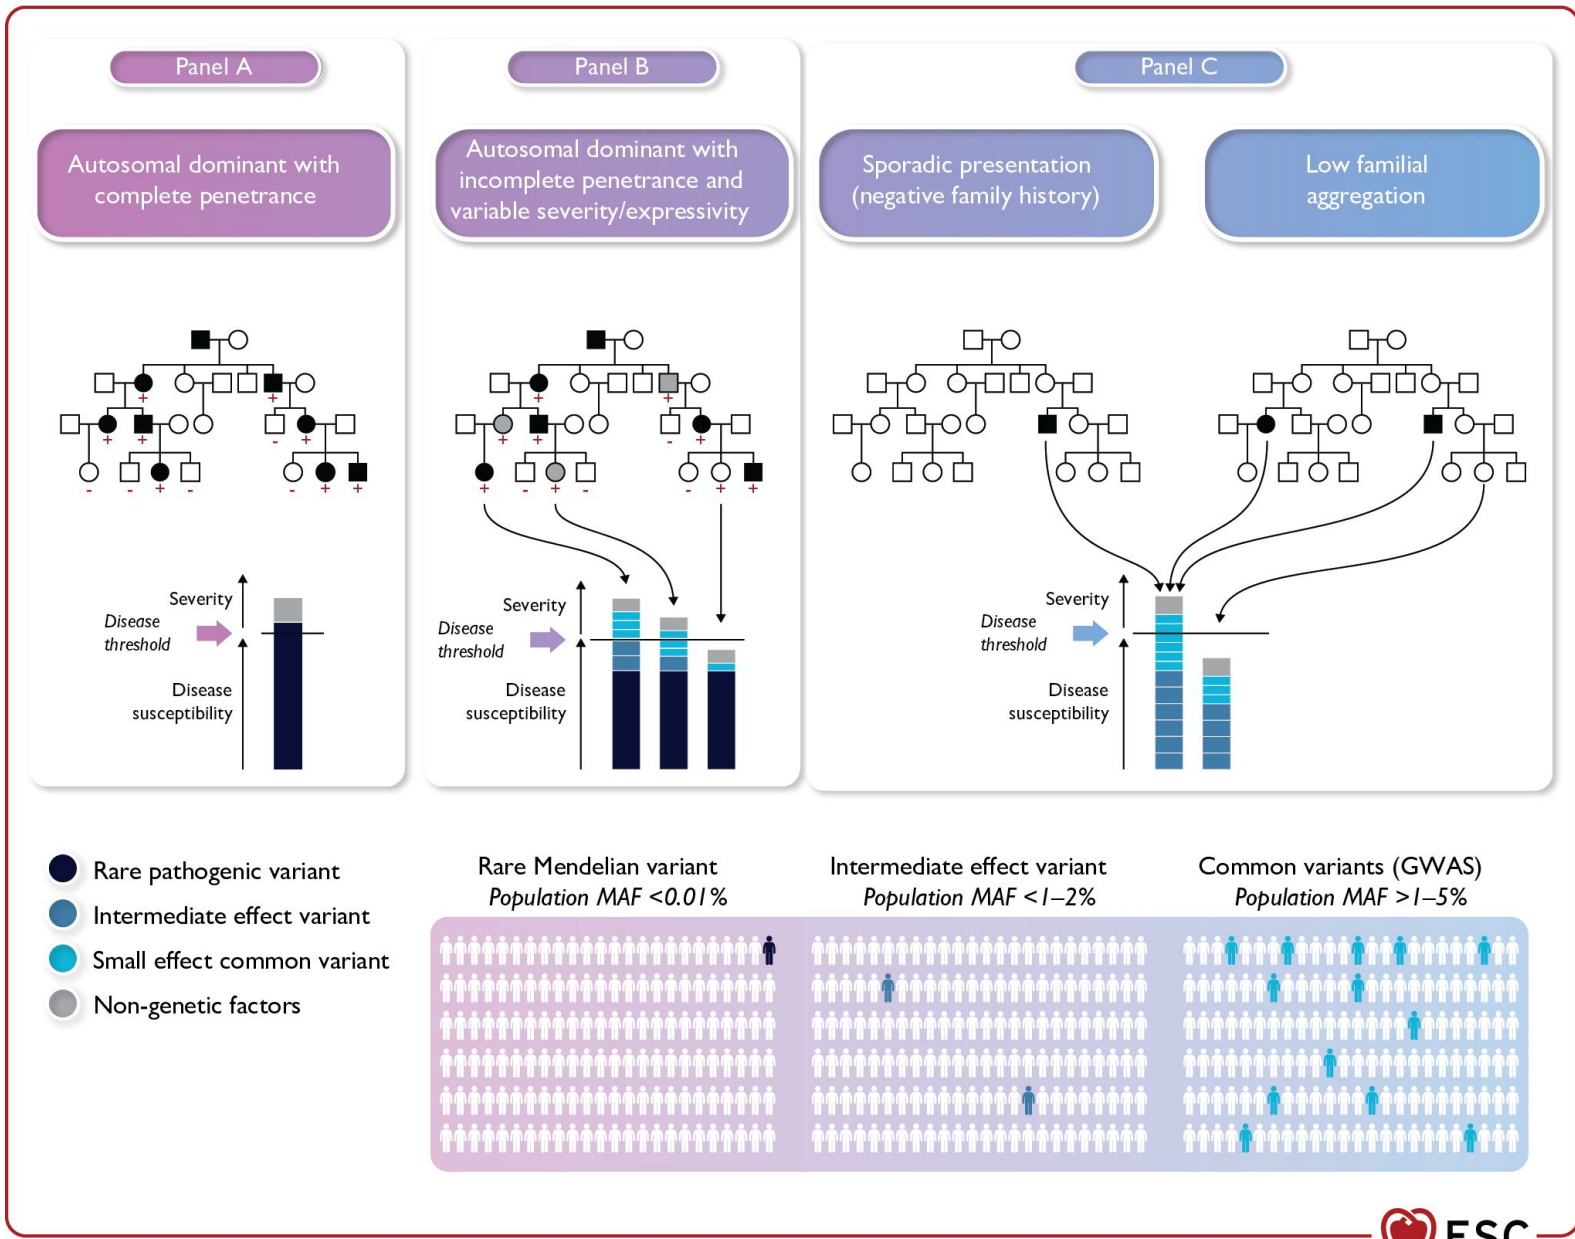 Panel A
Autosomal dominant with
complete penetrance
+
+
+
+
-
+
-
-
+
-
-
+
+
Severity
Disease
threshold
Disease
susceptibility
Panel B
Autosomal dominant with
incomplete penetrance and
variable severity/expressivity
+
+
+
+
-
+
+
-
+
-
-
+
+
Severity
Disease
threshold
Disease
susceptibility
Panel C
Sporadic presentation
(negative family history)
Low familial
aggregation
Severity
Disease
threshold
Disease
susceptibility
Rare pathogenic variant
Intermediate effect variant
Small effect common variant
Non-genetic factors
Rare Mendelian variant
Population MAF <0.01%
Intermediate effect variant
Population MAF <1–2%
Common variants (GWAS)
Population MAF >1–5%
ESC